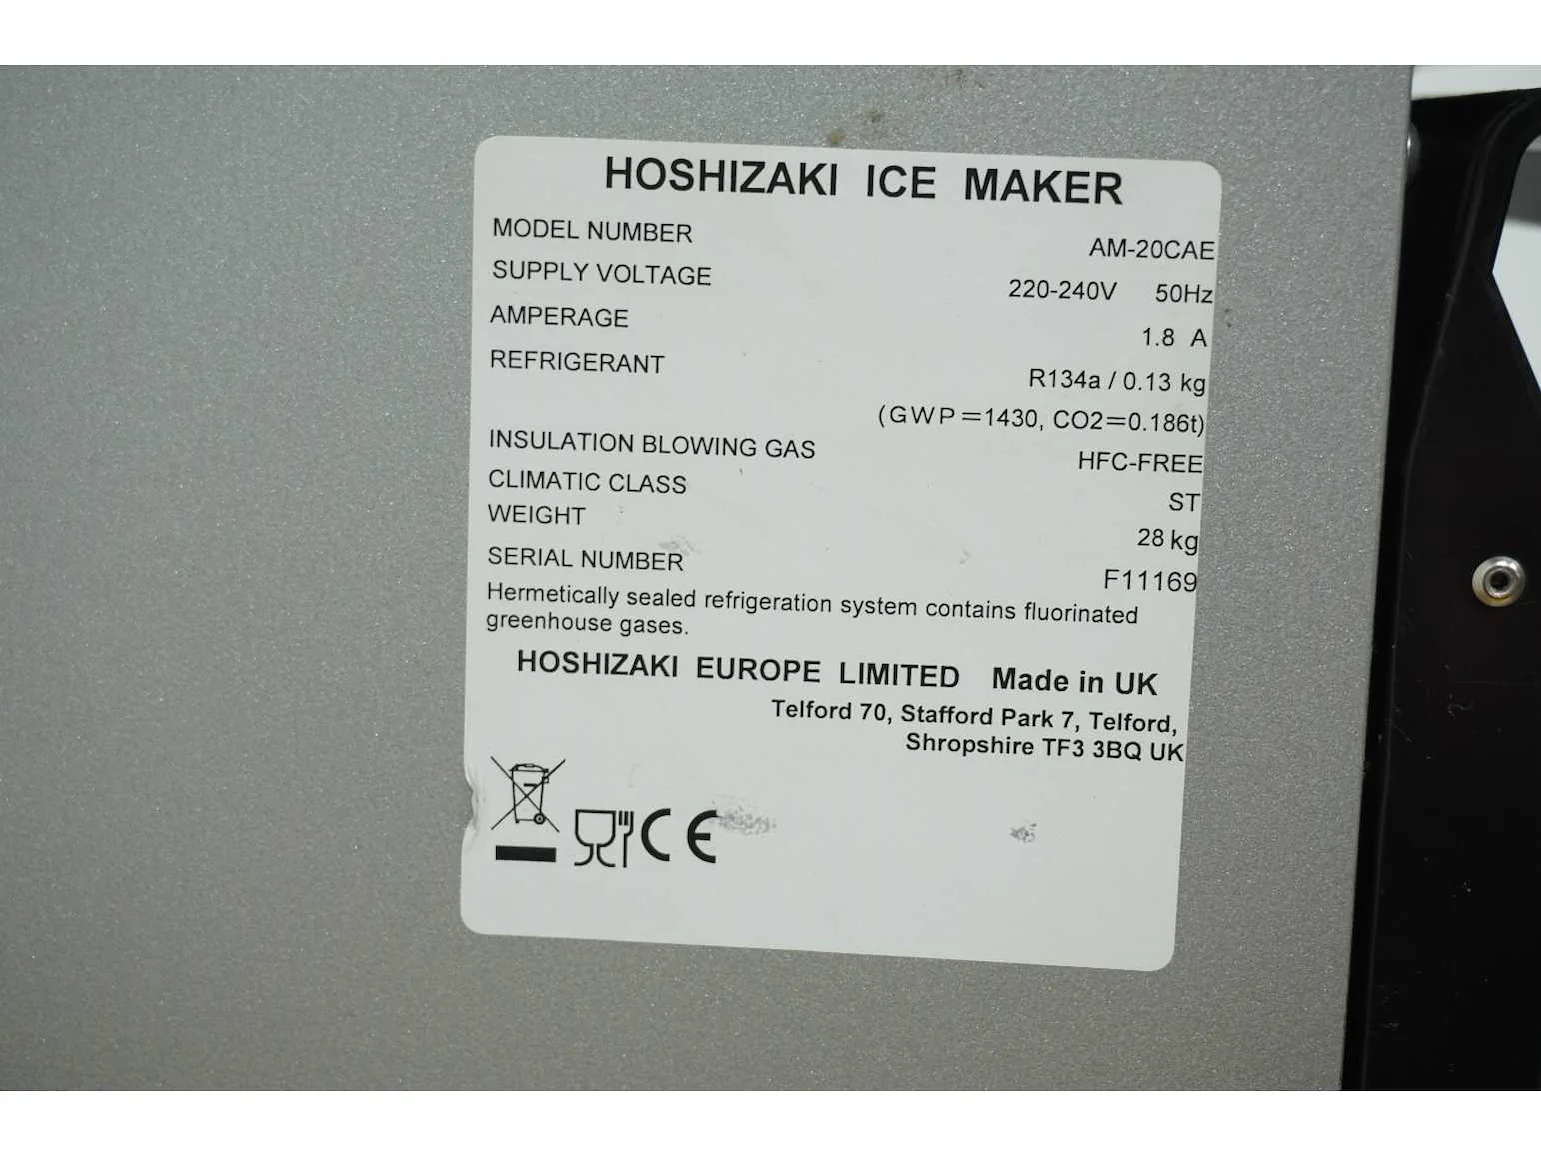 HOSHIZAKI ICE MAKER
MODEL NUMBER AM-20CAE
SUPPLY VOLTAGE 220-240V 50Hz
AMPERAGE 1.8 A
REFRIGERANT R134a / 0.13 kg
(GWP=1430, CO2=0.186t)
INSULATION BLOWING GAS HFC-FREE
CLIMATIC CLASS ST
WEIGHT 28 kg
SERIAL NUMBER F11169
Hermetically sealed refrigeration system contains fluorinated
greenhouse gases.
HOSHIZAKI EUROPE LIMITED Made in UK
Telford 70, Stafford Park 7, Telford,
Shropshire TF3 3BQ UK
CE